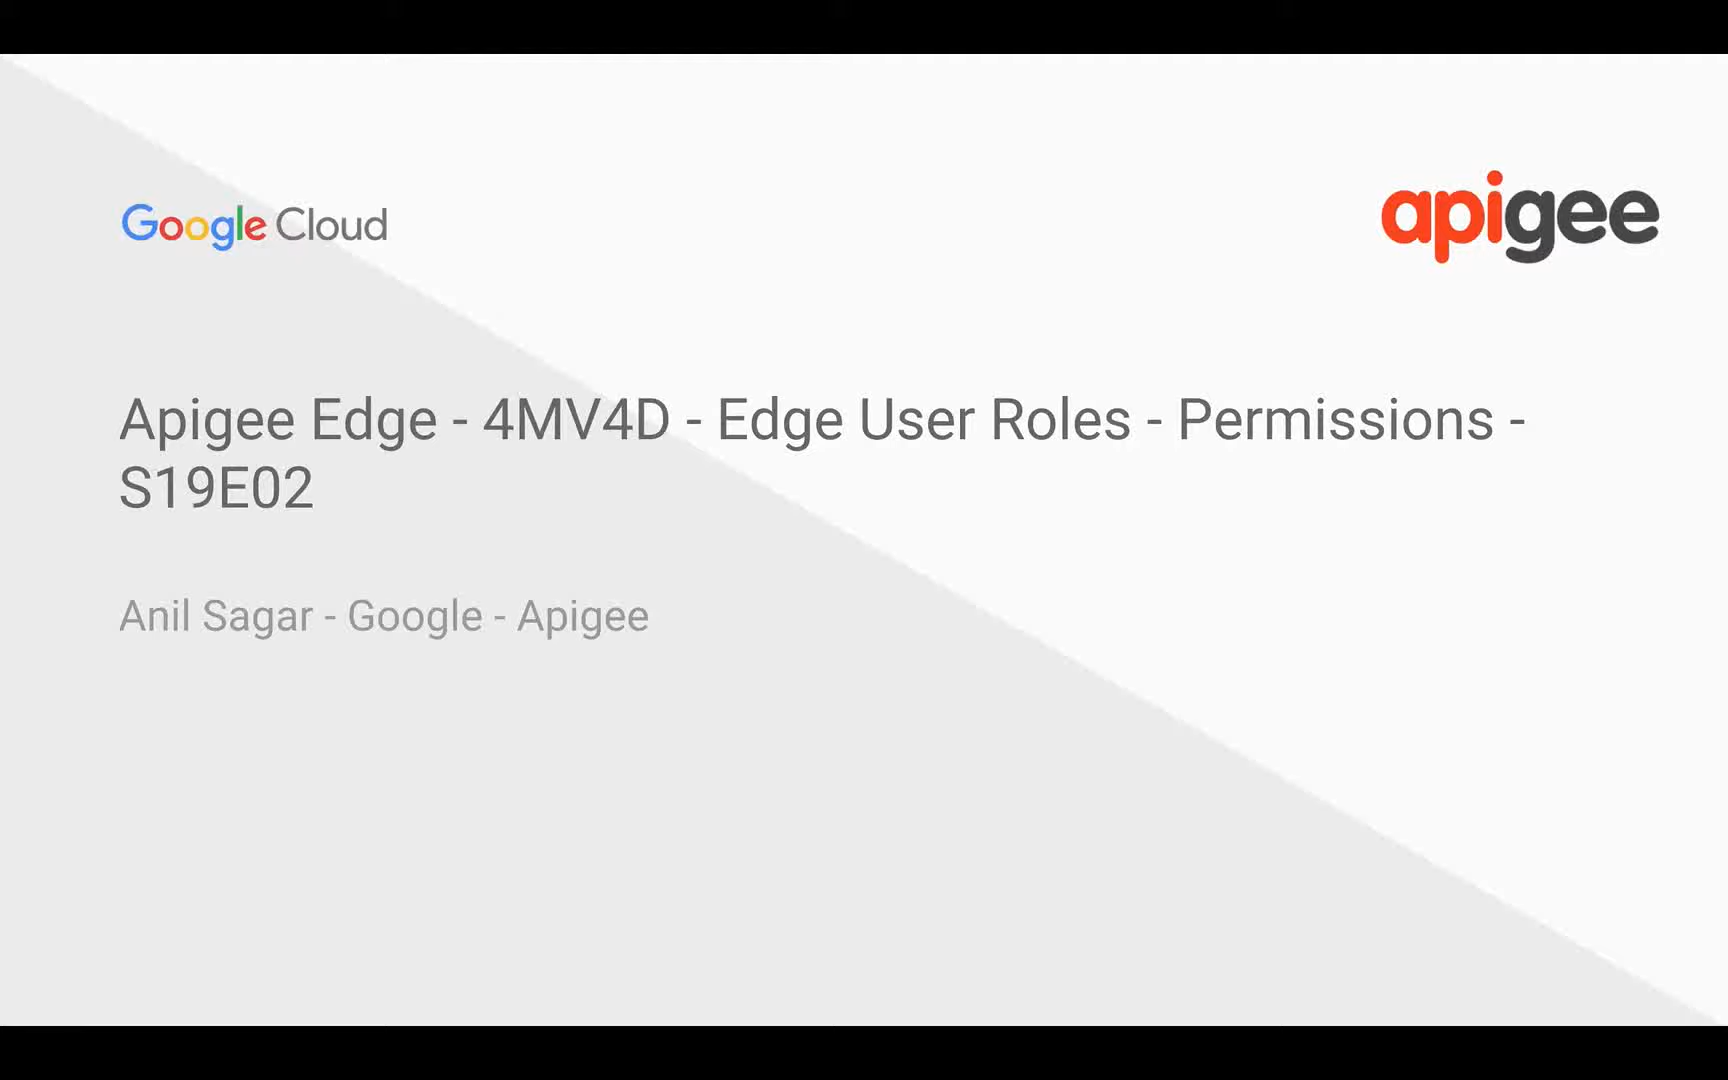 Google Cloud
apigee
Apigee Edge - 4MV4D - Edge User Roles - Permissions -
S19E02
Anil Sagar - Google - Apigee